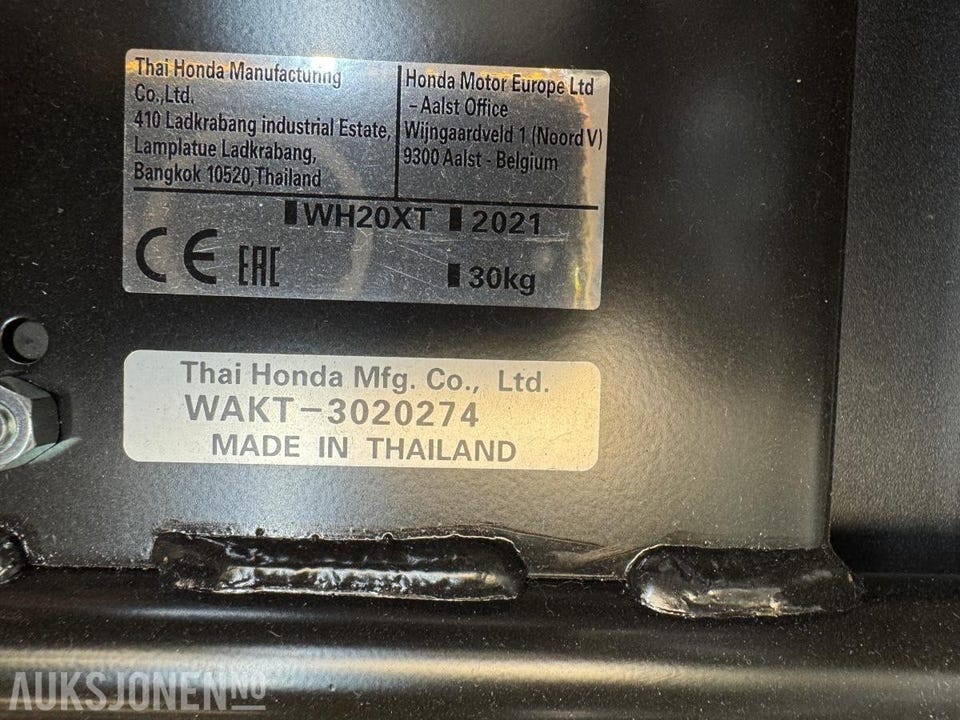 Thai Honda Manufacturing
Co.,Ltd.
410 Ladkrabang industrial Estate,
Lamplatue Ladkrabang,
Bangkok 10520,Thailand
Honda Motor Europe Ltd
- Aalst Office
Wijngaardveld 1 (Noord V)
9300 Aalst - Belgium
WH20XT 2021
CE EAC 30kg
Thai Honda Mfg. Co., Ltd.
WAKT-3020274
MADE IN THAILAND
AUKSJONEN NO